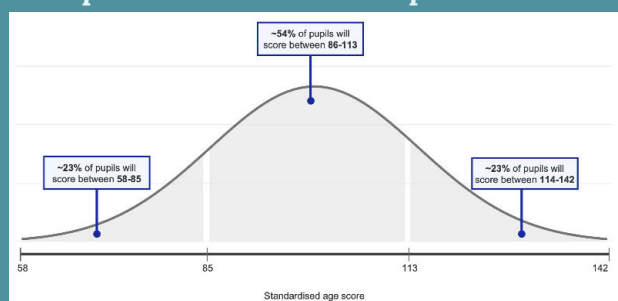 ~54% of pupils will
score between 86-113
~23% of pupils will
score between 58-85
~23% of pupils will
score between 114-142
58
85
113
142
Standardised age score